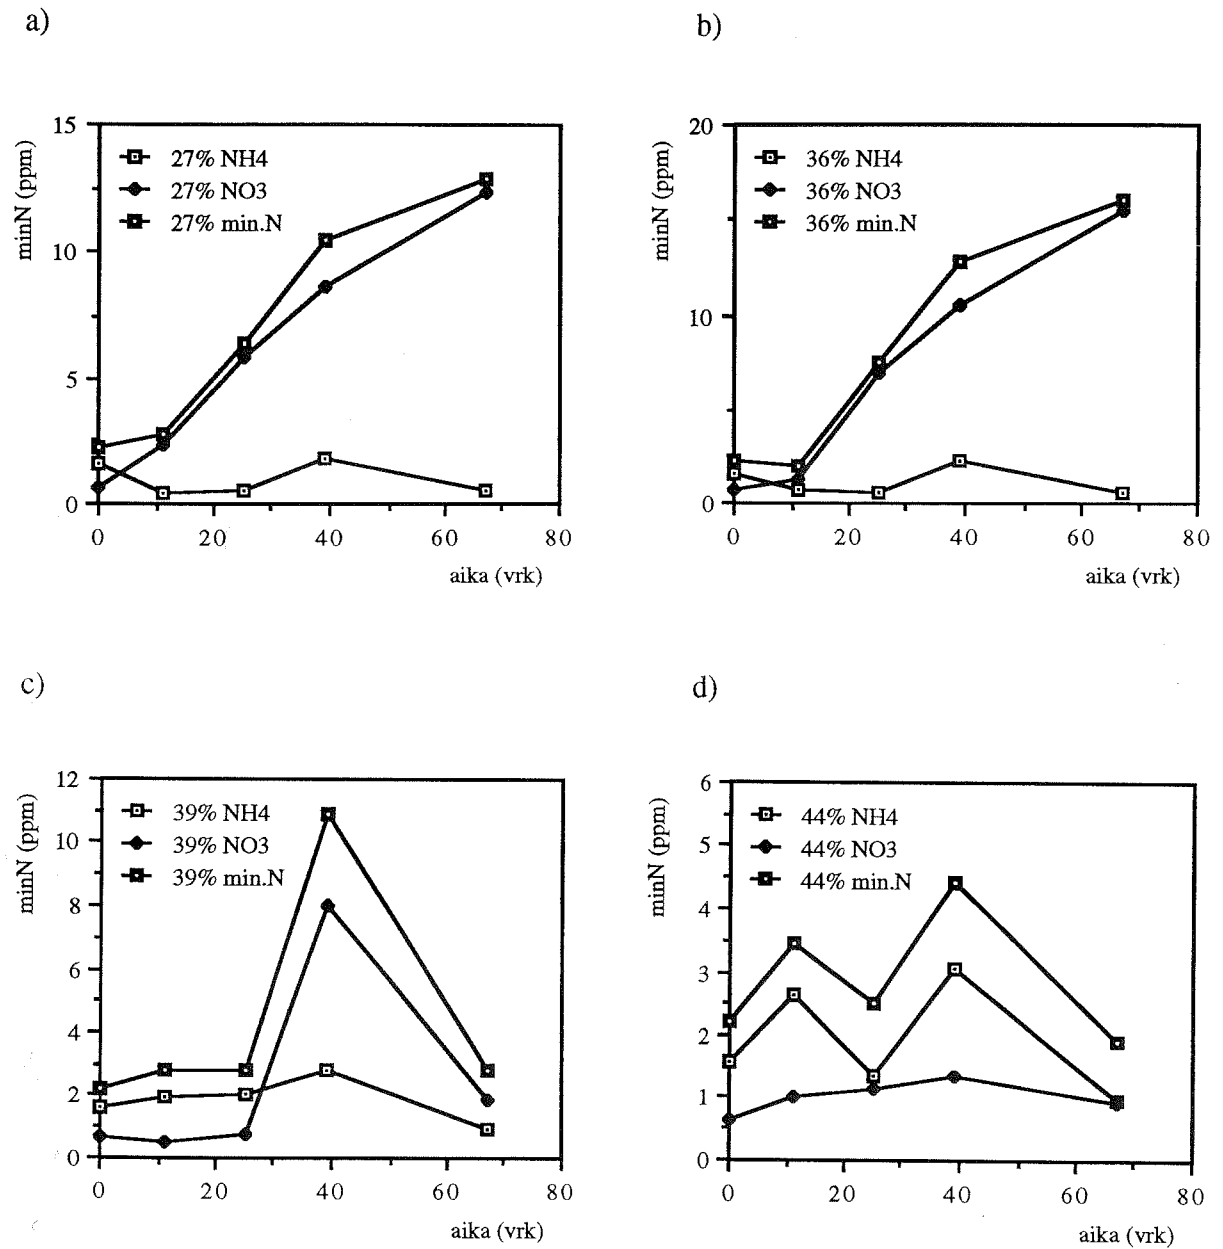 a)
minN (ppm)
15
10
5
0
27% NH4
27% NO3
27% min.N
0 20 40 60 80
aika (vrk)
b)
minN (ppm)
20
10
0
36% NH4
36% NO3
36% min.N
0 20 40 60 80
aika (vrk)
c)
minN (ppm)
12
10
8
6
4
2
0
39% NH4
39% NO3
39% min.N
0 20 40 60 80
aika (vrk)
d)
minN (ppm)
6
5
4
3
2
1
0
44% NH4
44% NO3
44% min.N
0 20 40 60 80
aika (vrk)